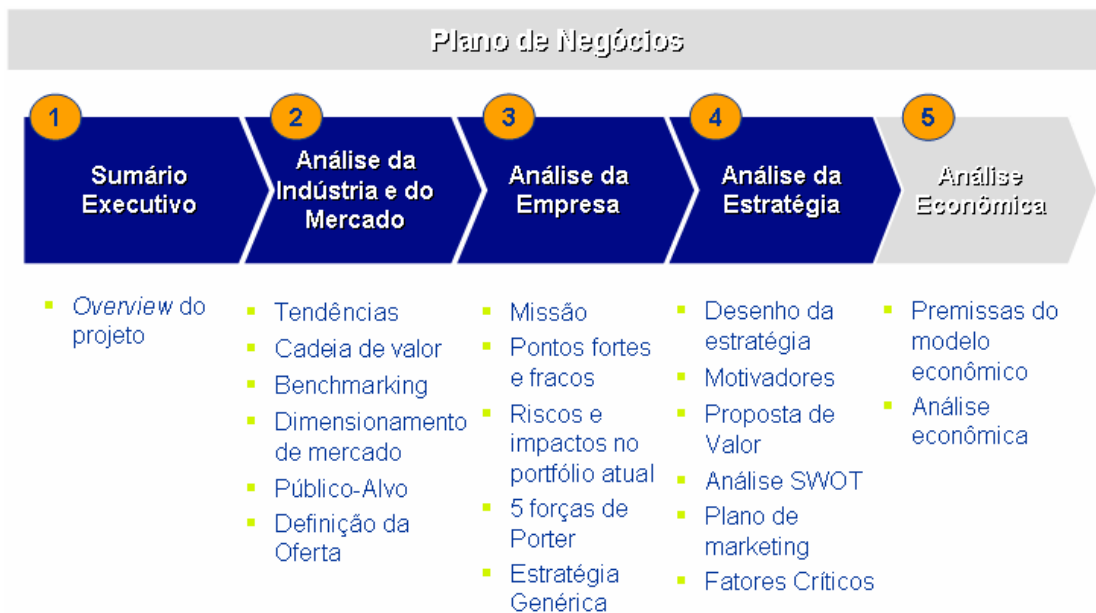 Plano de Negócios
1
Sumário
Executivo
2
Análise da
Indústria e do
Mercado
3
Análise da
Empresa
4
Análise da
Estratégia
5
Análise
Econômica
Overview do
projeto
Tendências
Cadeia de valor
Benchmarking
Dimensionamento
de mercado
Público-Alvo
Definição da
Oferta
Missão
Pontos fortes
e fracos
Riscos e
impactos no
portfólio atual
5 forças de
Porter
Estratégia
Genérica
Desenho da
estratégia
Motivadores
Proposta de
Valor
Análise SWOT
Plano de
marketing
Fatores Críticos
Premissas do
modelo
econômico
Análise
econômica